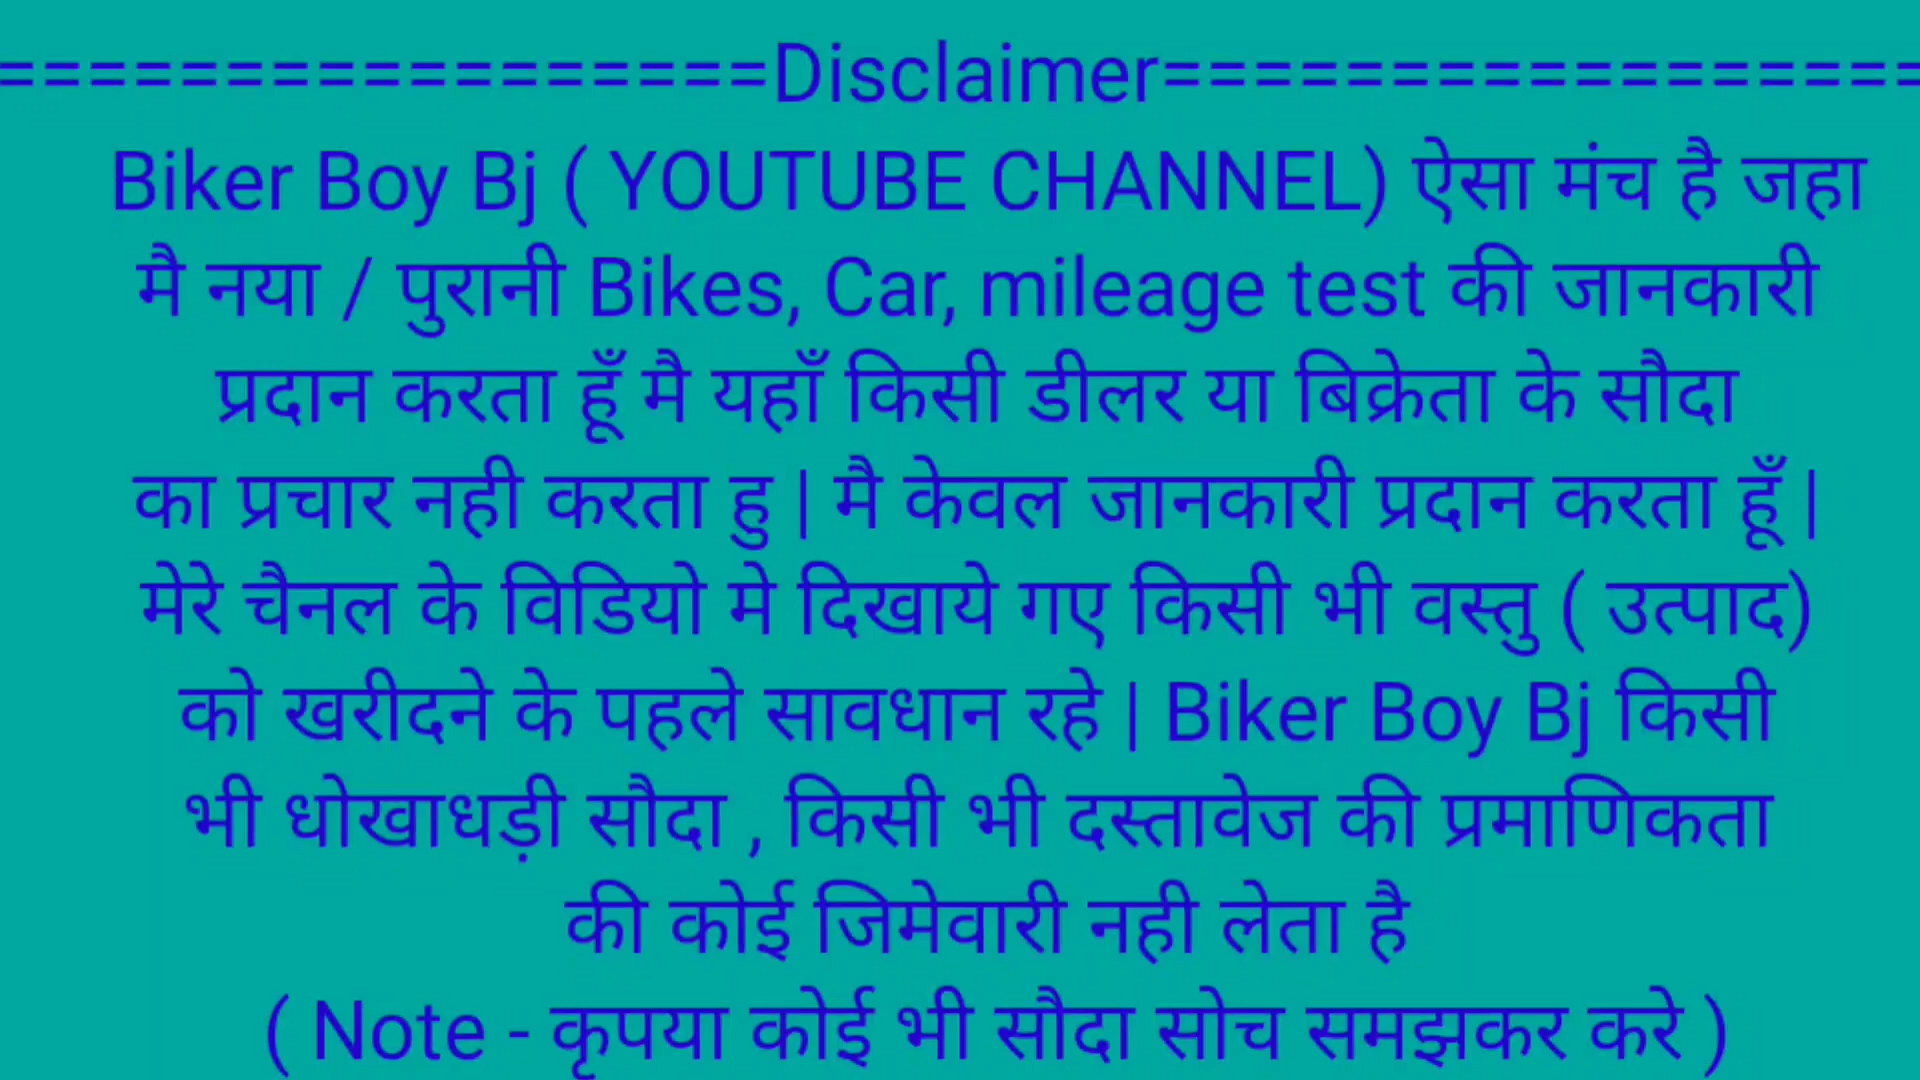 =================Disclaimer=================
Biker Boy Bj ( YOUTUBE CHANNEL) ऐसा मंच है जहा
मै नया / पुरानी Bikes, Car, mileage test की जानकारी
प्रदान करता हूँ मै यहाँ किसी डीलर या बिक्रेता के सौदा
का प्रचार नही करता हु | मै केवल जानकारी प्रदान करता हूँ |
मेरे चैनल के विडियो मे दिखाये गए किसी भी वस्तु ( उत्पाद)
को खरीदने के पहले सावधान रहे | Biker Boy Bj किसी
भी धोखाधड़ी सौदा , किसी भी दस्तावेज की प्रमाणिकता
की कोई जिमेवारी नही लेता है
( Note - कृपया कोई भी सौदा सोच समझकर करे )